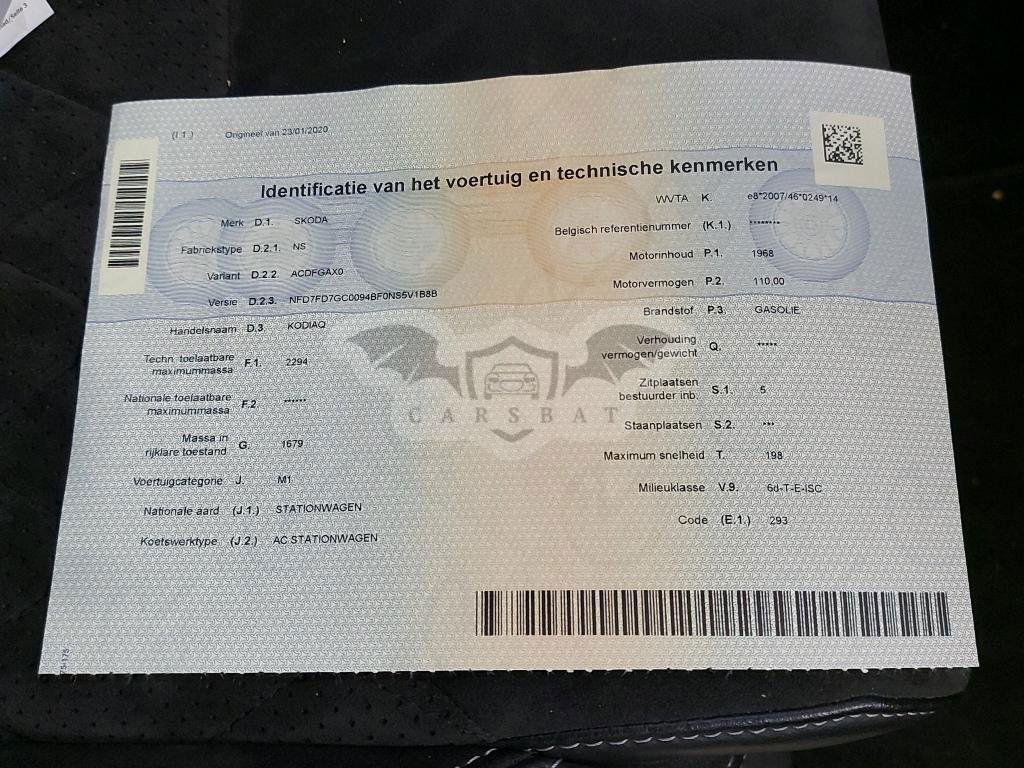 (I.1.) Origineel van 23/01/2020
Identificatie van het voertuig en technische kenmerken
Merk D.1. SKODA
Fabriekstype D.2.1. NS
Variant D.2.2. ACDFGAX0
Versie D.2.3. NFD7FD7GC0094BF0NS5V1B8B
Handelsnaam D.3. KODIAQ
Techn. toelaatbare
maximummassa F.1. 2294
Nationale toelaatbare
maximummassa F.2. ******
Massa in
rijklare toestand G. 1679
Voertuigcategorie J. M1
Nationale aard (J.1.) STATIONWAGEN
Koetswerktype (J.2.) AC STATIONWAGEN
WVTA K. e8*2007/46*0249*14
Belgisch referentienummer (K.1.) ********
Motorinhoud P.1. 1968
Motorvermogen P.2. 110,00
Brandstof P.3. GASOLIE
Verhouding
vermogen/gewicht Q. *****
Zitplaatsen
bestuurder inb. S.1. 5
Staanplaatsen S.2. ***
Maximum snelheid T. 198
Milieuklasse V.9. 6d-T-E-ISC
Code (E.1.) 293
CARSBAT